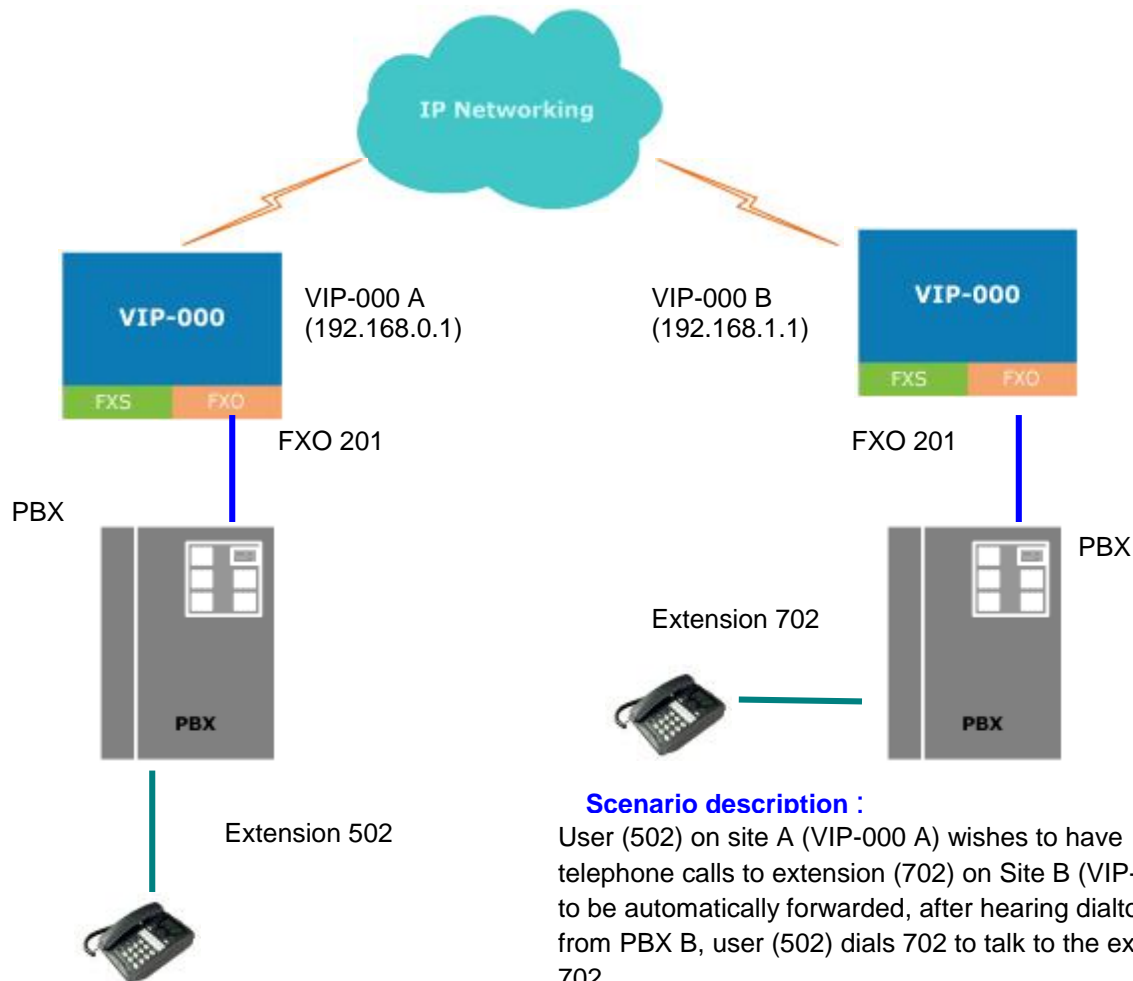 IP Networking
VIP-000
VIP-000 A
(192.168.0.1)
VIP-000 B
(192.168.1.1)
VIP-000
FXS
FXO
FXS
FXO
FXO 201
FXO 201
PBX
PBX
Extension 702
PBX
PBX
Extension 502
Scenario description :
User (502) on site A (VIP-000 A) wishes to have
telephone calls to extension (702) on Site B (VIP-
to be automatically forwarded, after hearing
from PBX B, user (502) dials 702 to talk to the
702